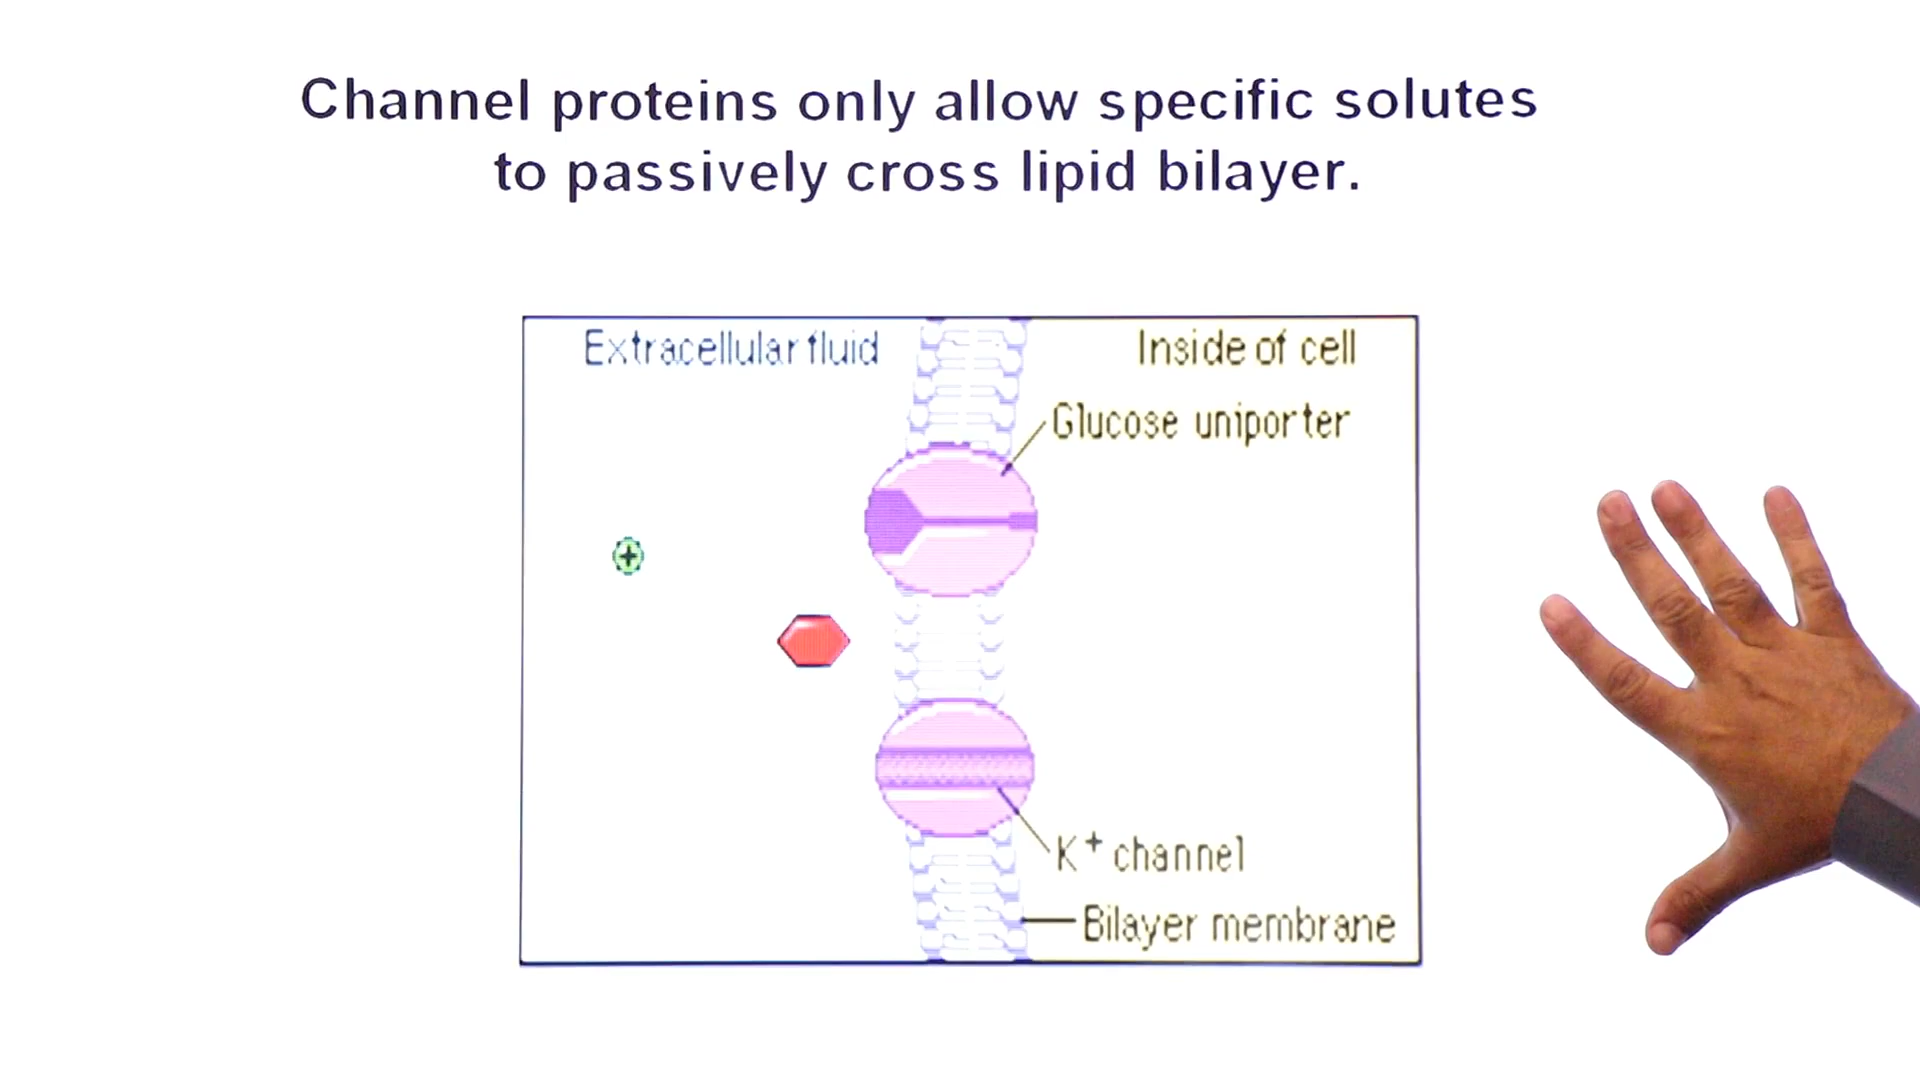 Channel proteins only allow specific solutes
to passively cross lipid bilayer.
Extracellular fluid
Inside of cell
Glucose uniporter
+
K+ channel
Bilayer membrane